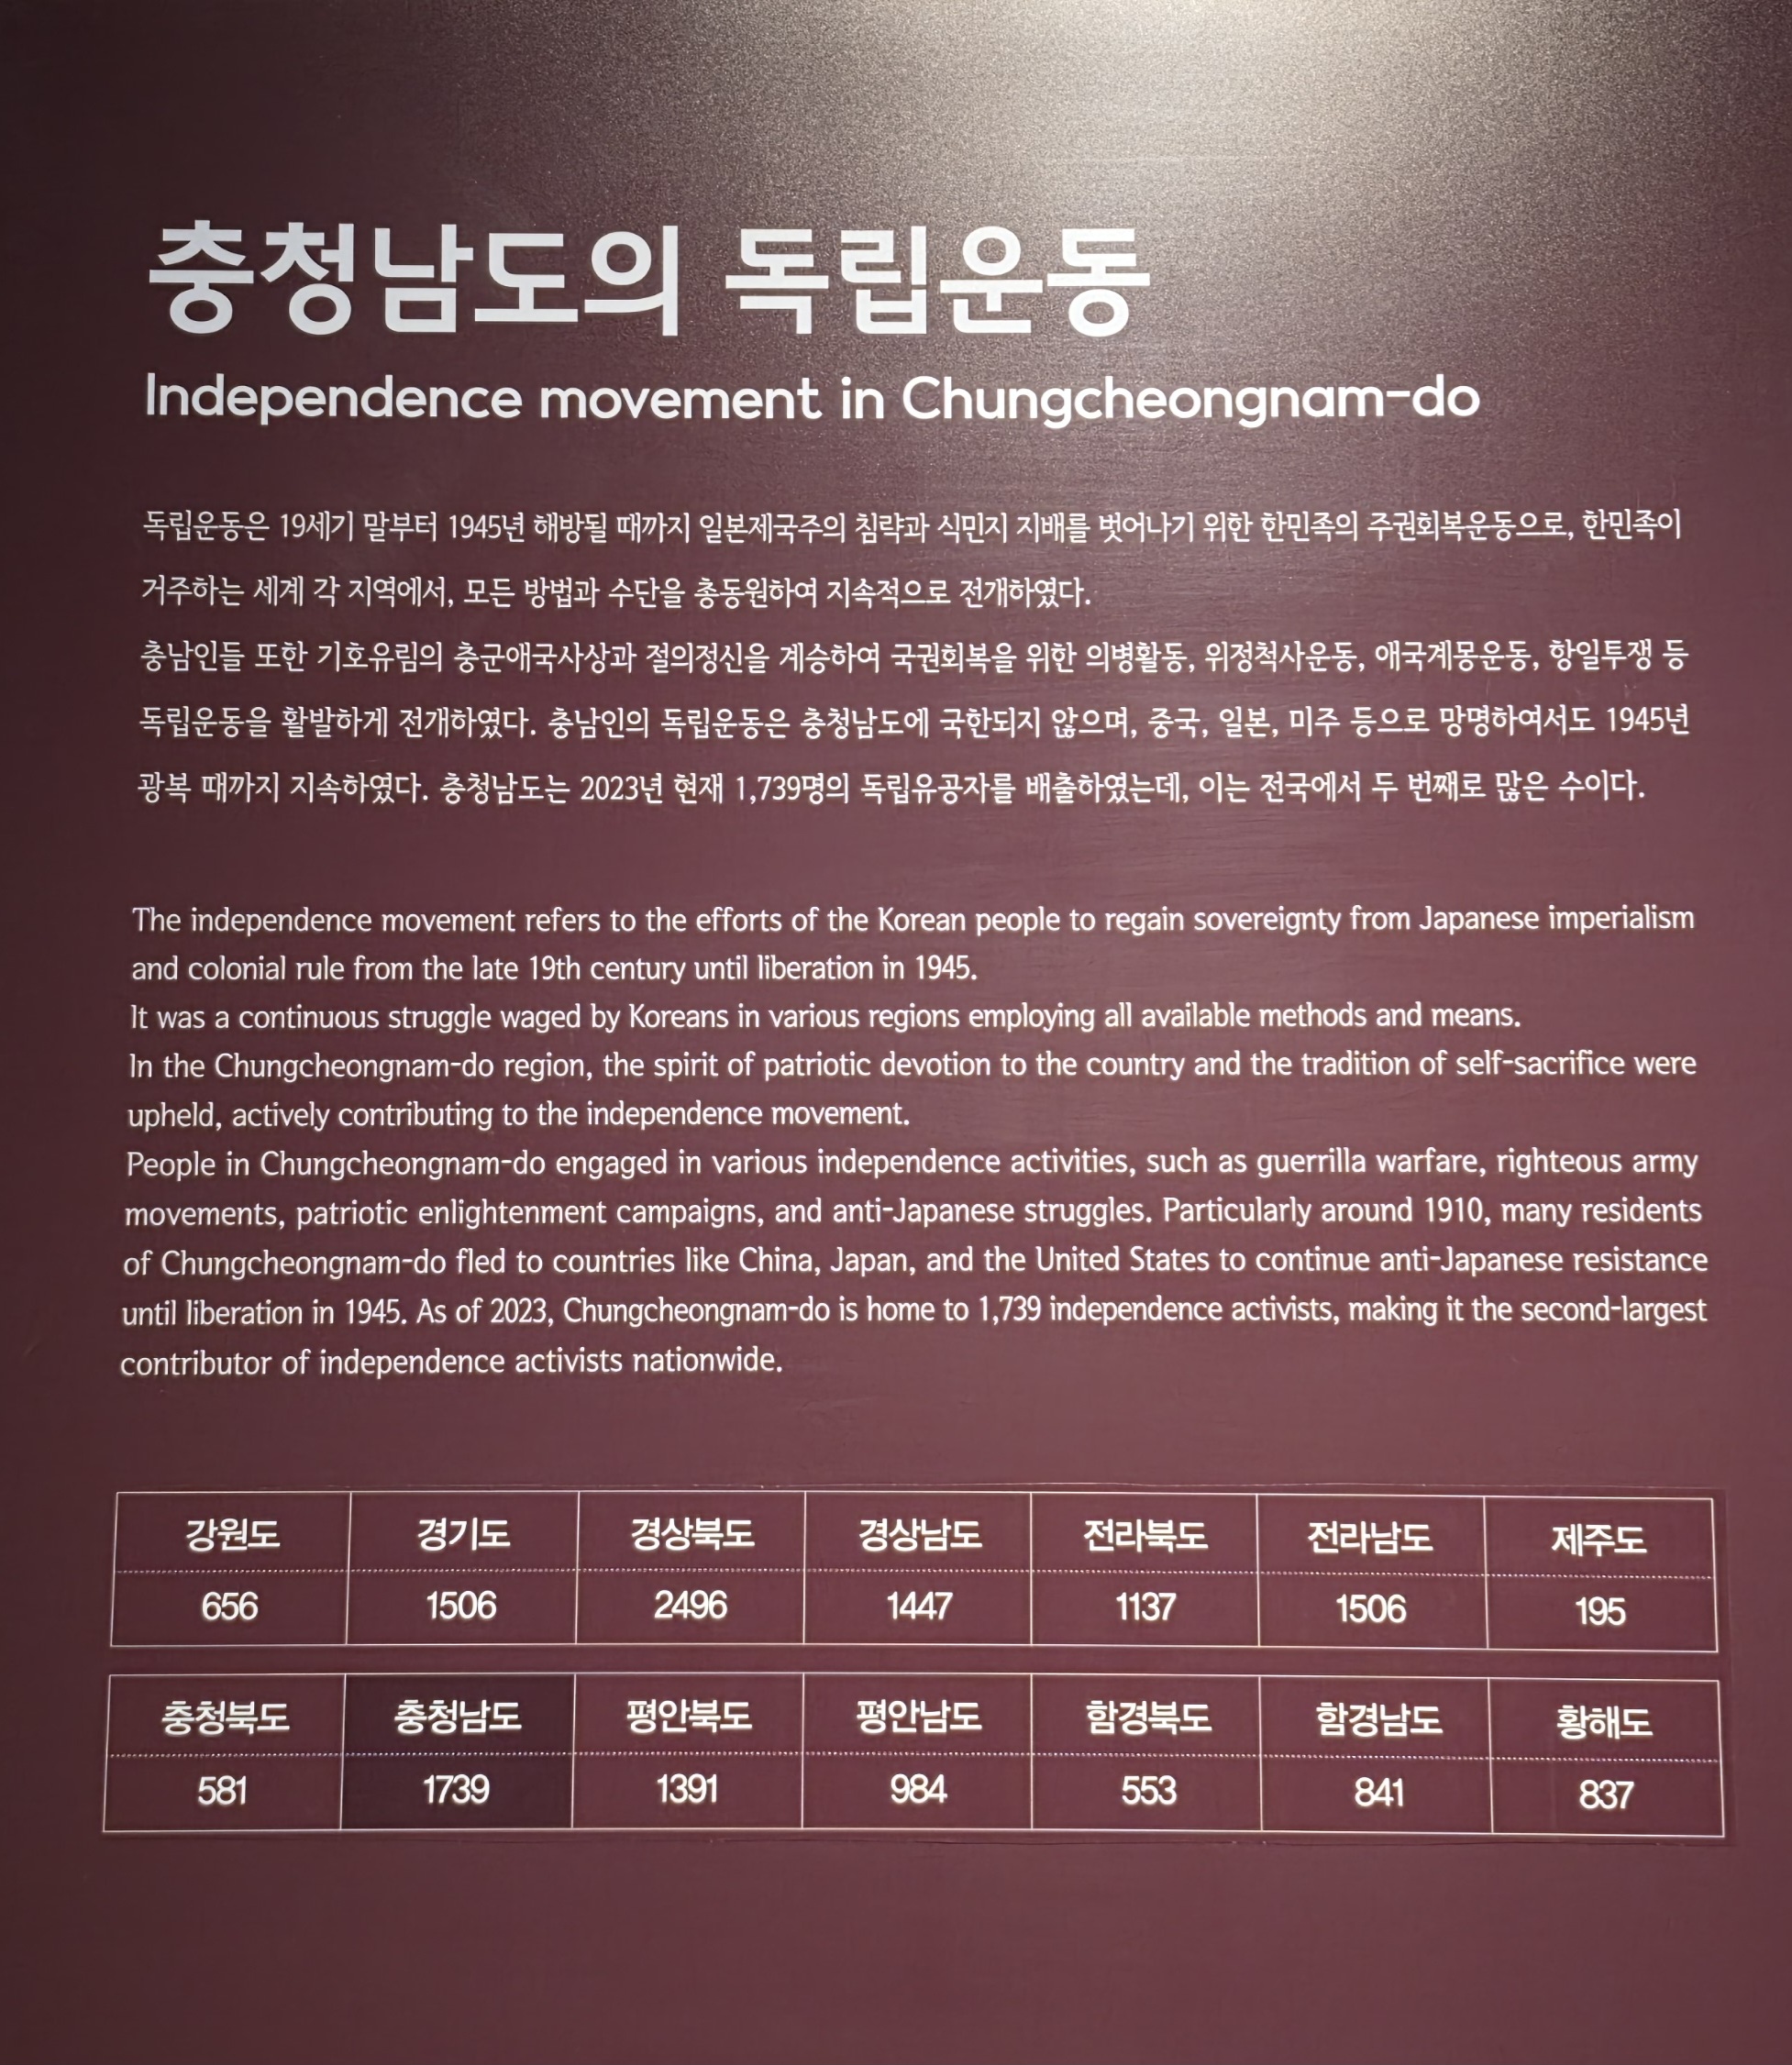 충청남도의 독립운동
Independence movement in Chungcheongnam-do
독립운동은 19세기 말부터 1945년 해방될 때까지 일본제국주의 침략과 식민지 지배를 벗어나기 위한 한민족의 주권회복운동으로, 한민족이
거주하는 세계 각 지역에서, 모든 방법과 수단을 총동원하여 지속적으로 전개하였다.
충남인들 또한 기호유림의 충군애국사상과 절의정신을 계승하여 국권회복을 위한 의병활동, 위정척사운동, 애국계몽운동, 항일투쟁 등
독립운동을 활발하게 전개하였다. 충남인의 독립운동은 충청남도에 국한되지 않으며, 중국, 일본, 미주 등으로 망명하여서도 1945년
광복 때까지 지속하였다. 충청남도는 2023년 현재 1,739명의 독립유공자를 배출하였는데, 이는 전국에서 두 번째로 많은 수이다.
The independence movement refers to the efforts of the Korean people to regain sovereignty from Japanese imperialism
and colonial rule from the late 19th century until liberation in 1945.
It was a continuous struggle waged by Koreans in various regions employing all available methods and means.
In the Chungcheongnam-do region, the spirit of patriotic devotion to the country and the tradition of self-sacrifice were
upheld, actively contributing to the independence movement.
People in Chungcheongnam-do engaged in various independence activities, such as guerrilla warfare, righteous army
movements, patriotic enlightenment campaigns, and anti-Japanese struggles. Particularly around 1910, many residents
of Chungcheongnam-do fled to countries like China, Japan, and the United States to continue anti-Japanese resistance
until liberation in 1945. As of 2023, Chungcheongnam-do is home to 1,739 independence activists, making it the second-largest
contributor of independence activists nationwide.
강원도 경기도 경상북도 경상남도 전라북도 전라남도 제주도
656 1506 2496 1447 1137 1506 195
충청북도 충청남도 평안북도 평안남도 함경북도 함경남도 황해도
581 1739 1391 984 553 841 837